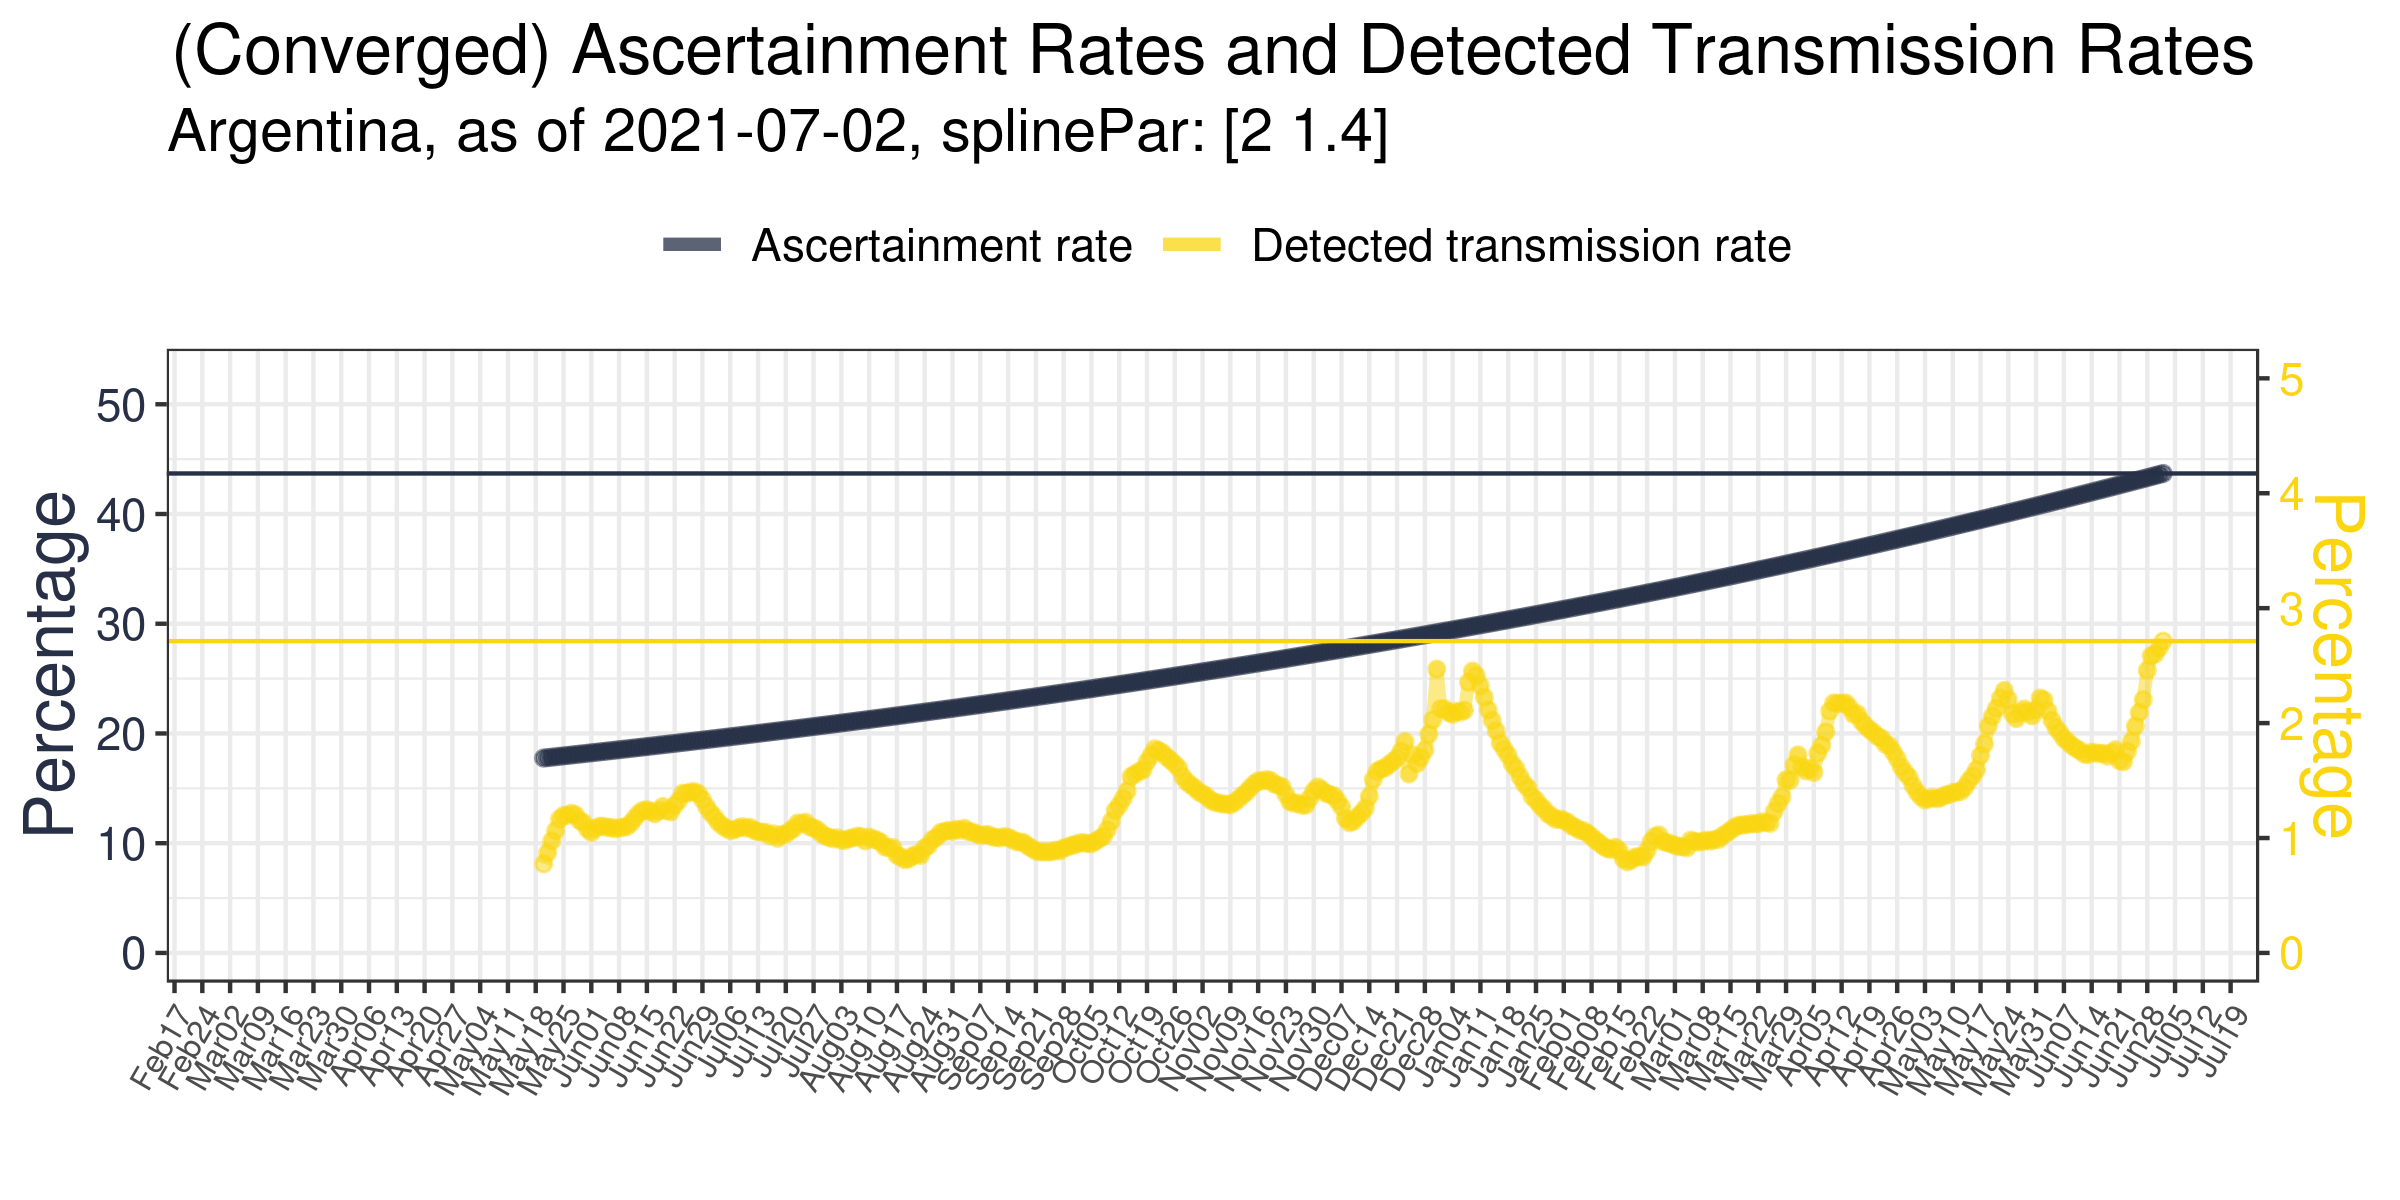 (Converged) Ascertainment Rates and Detected Transmission Rates
Argentina, as of 2021-07-02, splinePar: [2 1.4]
Ascertainment rate
Detected transmission rate
Percentage
50
40
30
20
10
0
5
4
3
2
1
0
Percentage
Feb17
Feb24
Mar02
Mar09
Mar16
Mar23
Mar30
Apr06
Apr13
Apr20
Apr27
May04
May11
May18
May25
Jun01
Jun08
Jun15
Jun22
Jun29
Jul06
Jul13
Jul20
Jul27
Aug03
Aug10
Aug17
Aug24
Aug31
Sep07
Sep14
Sep21
Sep28
Oct05
Oct12
Oct19
Oct26
Nov02
Nov09
Nov16
Nov23
Nov30
Dec07
Dec14
Dec21
Dec28
Jan04
Jan11
Jan18
Jan25
Feb01
Feb08
Feb15
Feb22
Mar01
Mar08
Mar15
Mar22
Mar29
Apr05
Apr12
Apr19
Apr26
May03
May10
May17
May24
May31
Jun07
Jun14
Jun21
Jun28
Jul05
Jul12
Jul19